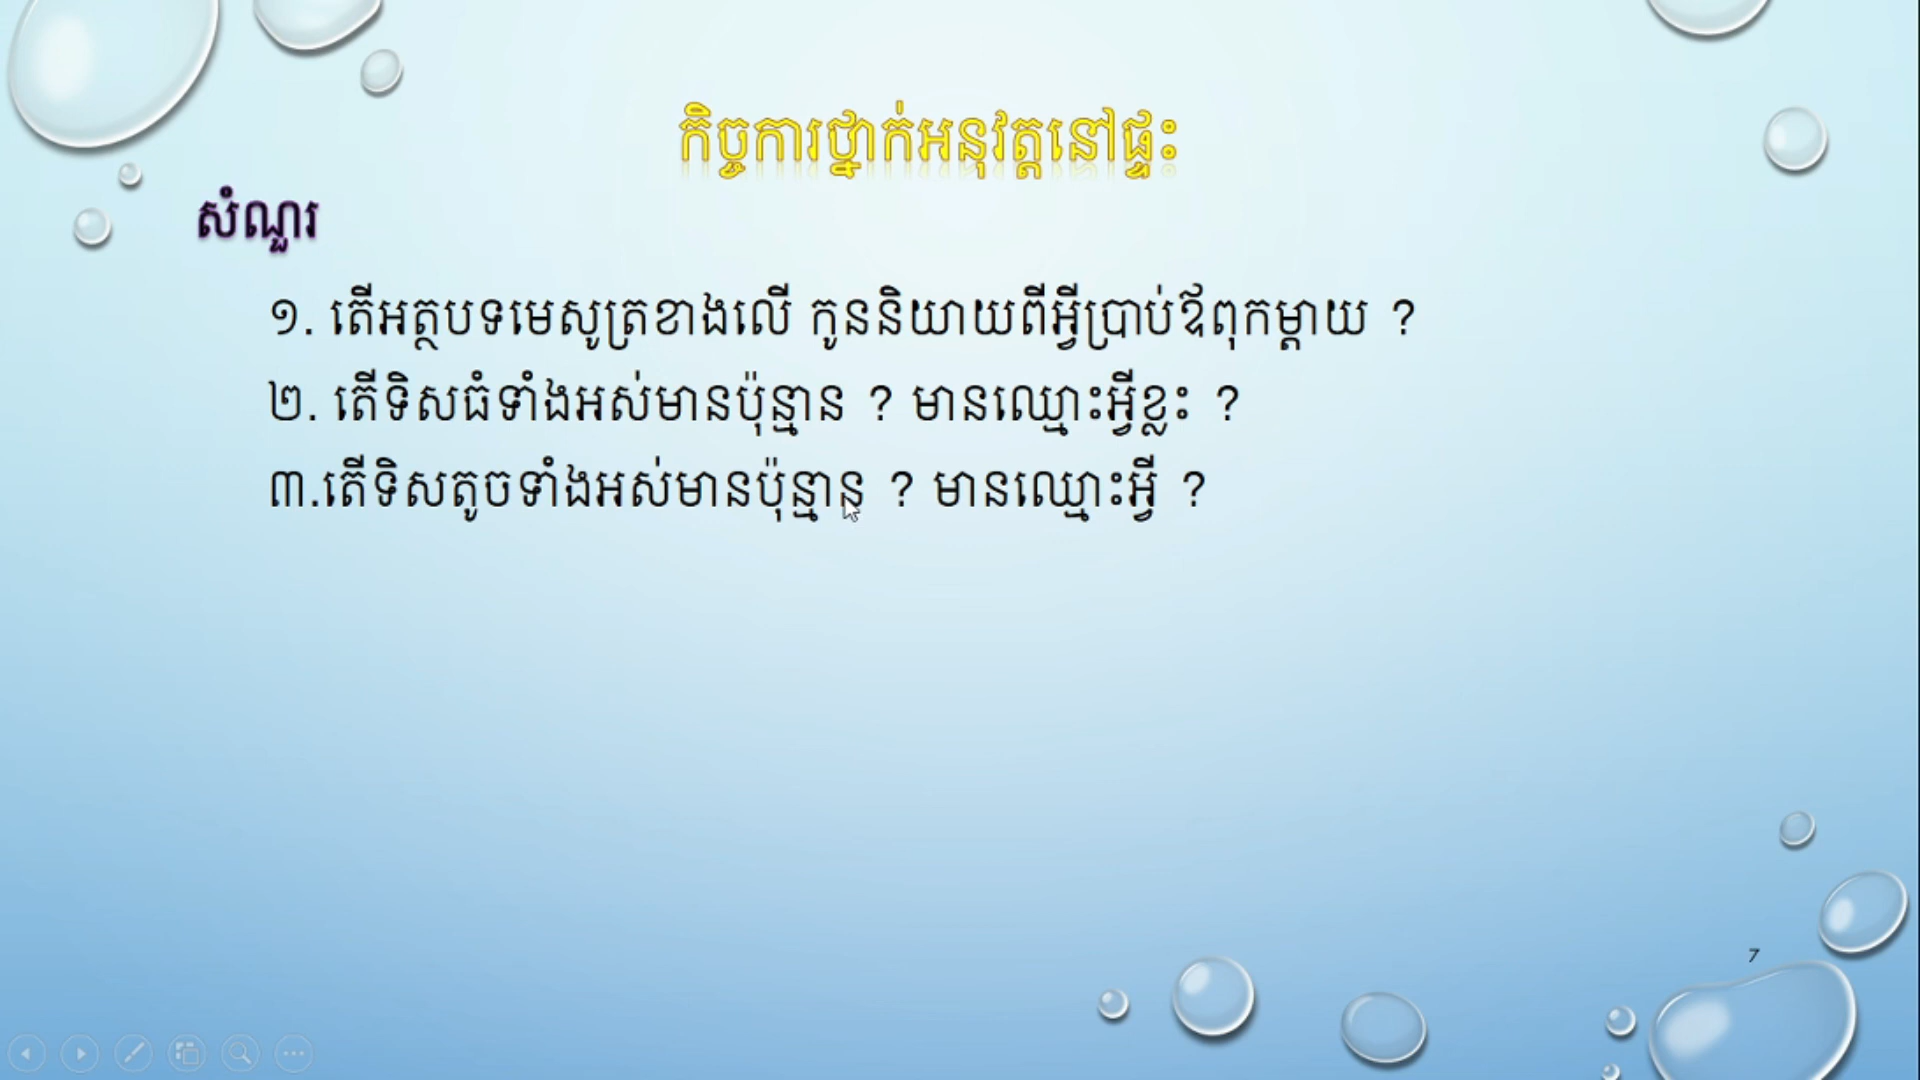 កិច្ចការថ្នាក់អនុវត្តនៅផ្ទះ
សំណួរ
១. តើអត្ថបទមេសូត្រខាងលើ កូននិយាយពីអ្វីប្រាប់ឪពុកម្ដាយ ?
២. តើទិសធំទាំងអស់មានប៉ុន្មាន ? មានឈ្មោះអ្វីខ្លះ ?
៣.តើទិសតូចទាំងអស់មានប៉ុន្មាន ? មានឈ្មោះអ្វី ?
7